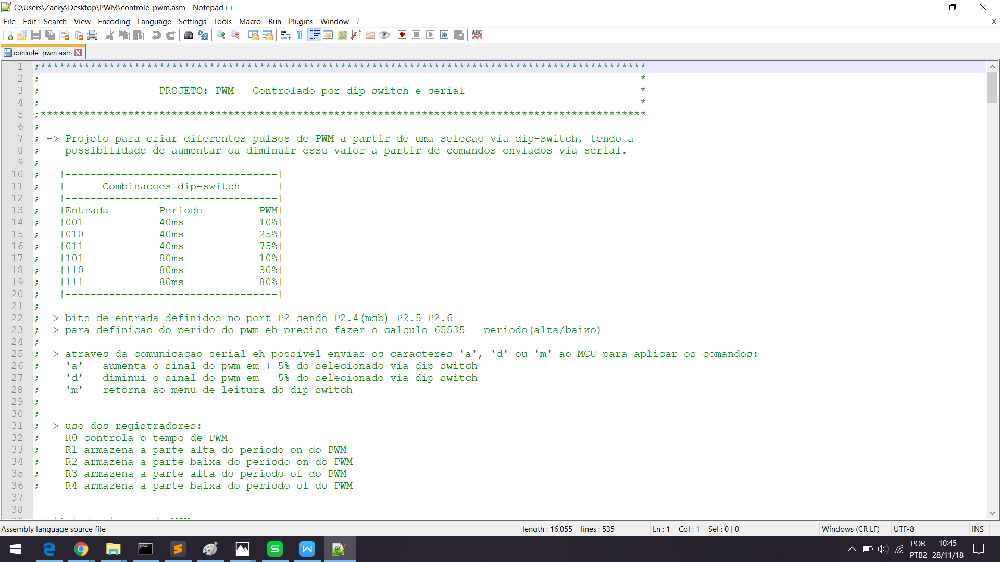 C:\Users\Zacky\Desktop\PWM\controle_pwm.asm - Notepad++
File Edit Search View Encoding Language Settings Tools Macro Run Plugins Window ? X
ABC
controle_pwm.asm
1 ;*************************************************************************************************
2 ; *
3 ; PROJETO: PWM - Controlado por dip-switch e serial *
4 ; *
5 ;*************************************************************************************************
6 ;
7 ; -> Projeto para criar diferentes pulsos de PWM a partir de uma selecao via dip-switch, tendo a
8 ; possibilidade de aumentar ou diminuir esse valor a partir de comandos enviados via serial.
9 ;
10 ; |----------------------------------|
11 ; | Combinacoes dip-switch |
12 ; |----------------------------------|
13 ; |Entrada Periodo PWM|
14 ; |001 40ms 10%|
15 ; |010 40ms 25%|
16 ; |011 40ms 75%|
17 ; |101 80ms 10%|
18 ; |110 80ms 30%|
19 ; |111 80ms 80%|
20 ; |----------------------------------|
21 ;
22 ; -> bits de entrada definidos no port P2 sendo P2.4(msb) P2.5 P2.6
23 ; -> para definicao do perido do pwm eh preciso fazer o calculo 65535 - periodo(alta/baixo)
24 ;
25 ; -> atraves da comunicacao serial eh possivel enviar os caracteres 'a', 'd' ou 'm' ao MCU para aplicar os comandos:
26 ; 'a' - aumenta o sinal do pwm em + 5% do selecionado via dip-switch
27 ; 'd' - diminui o sinal do pwm em - 5% do selecionado via dip-switch
28 ; 'm' - retorna ao menu de leitura do dip-switch
29 ;
30 ;
31 ; -> uso dos registradores:
32 ; R0 controla o tempo de PWM
33 ; R1 armazena a parte alta do periodo on do PWM
34 ; R2 armazena a parte baixa do periodo on do PWM
35 ; R3 armazena a parte alta do periodo of do PWM
36 ; R4 armazena a parte baixa do periodo of do PWM
37
38
Assembly language source file length : 16.055 lines : 535 Ln : 1 Col : 1 Sel : 0 | 0 Windows (CR LF) UTF-8 INS
POR 10:45
PTB2 28/11/18